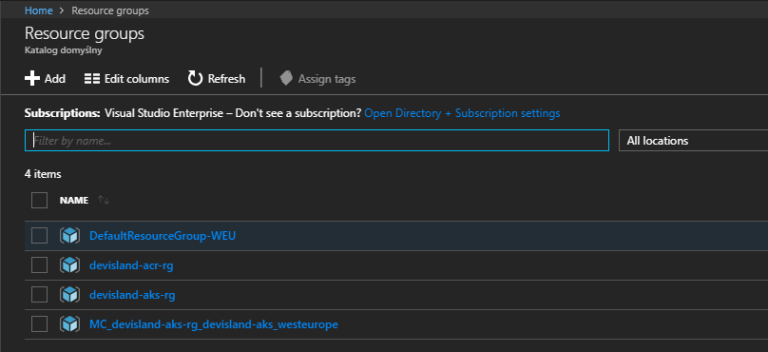 Home > Resource groups
Resource groups
Katalog domyślny
Add Edit columns Refresh Assign tags
Subscriptions: Visual Studio Enterprise – Don't see a subscription? Open Directory + Subscription settings
Filter by name... All locations
4 items
NAME
DefaultResourceGroup-WEU
devisland-acr-rg
devisland-aks-rg
MC_devisland-aks-rg_devisland-aks_westeurope